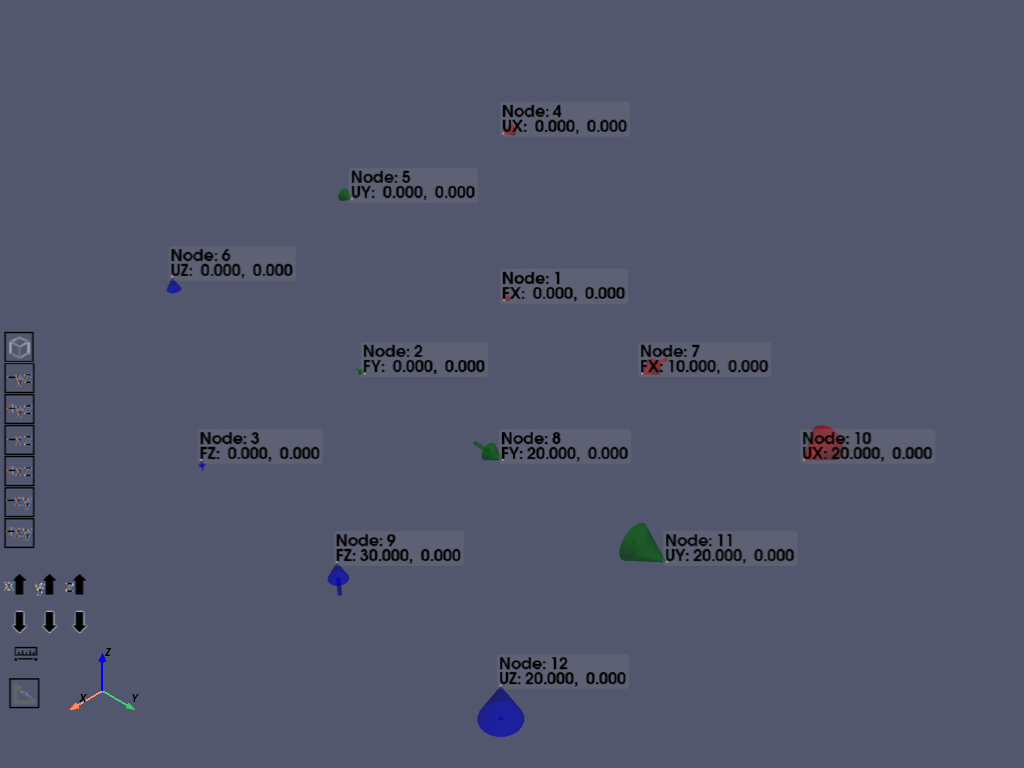 Node: 4
UX: 0.000, 0.000
Node: 5
UY: 0.000, 0.000
Node: 6
UZ: 0.000, 0.000
Node: 1
FX: 0.000, 0.000
Node: 2
FY: 0.000, 0.000
Node: 7
FX: 10.000, 0.000
Node: 3
FZ: 0.000, 0.000
Node: 8
FY: 20.000, 0.000
Node: 10
UX: 20.000, 0.000
Node: 9
FZ: 30.000, 0.000
Node: 11
UY: 20.000, 0.000
Node: 12
UZ: 20.000, 0.000
-yz
+yz
-xz
+xz
-xy
+xy
x y z
Z
X Y